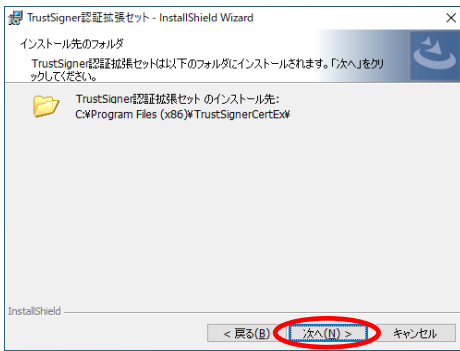 TrustSigner認証拡張セット - InstallShield Wizard
インストール先のフォルダ
TrustSigner認証拡張セットは以下のフォルダにインストールされます。「次へ」をクリ
ックしてください。
TrustSigner認証拡張セット のインストール先:
C:¥Program Files (x86)¥TrustSignerCertEx¥
InstallShield
< 戻る(B) 次へ(N) > キャンセル